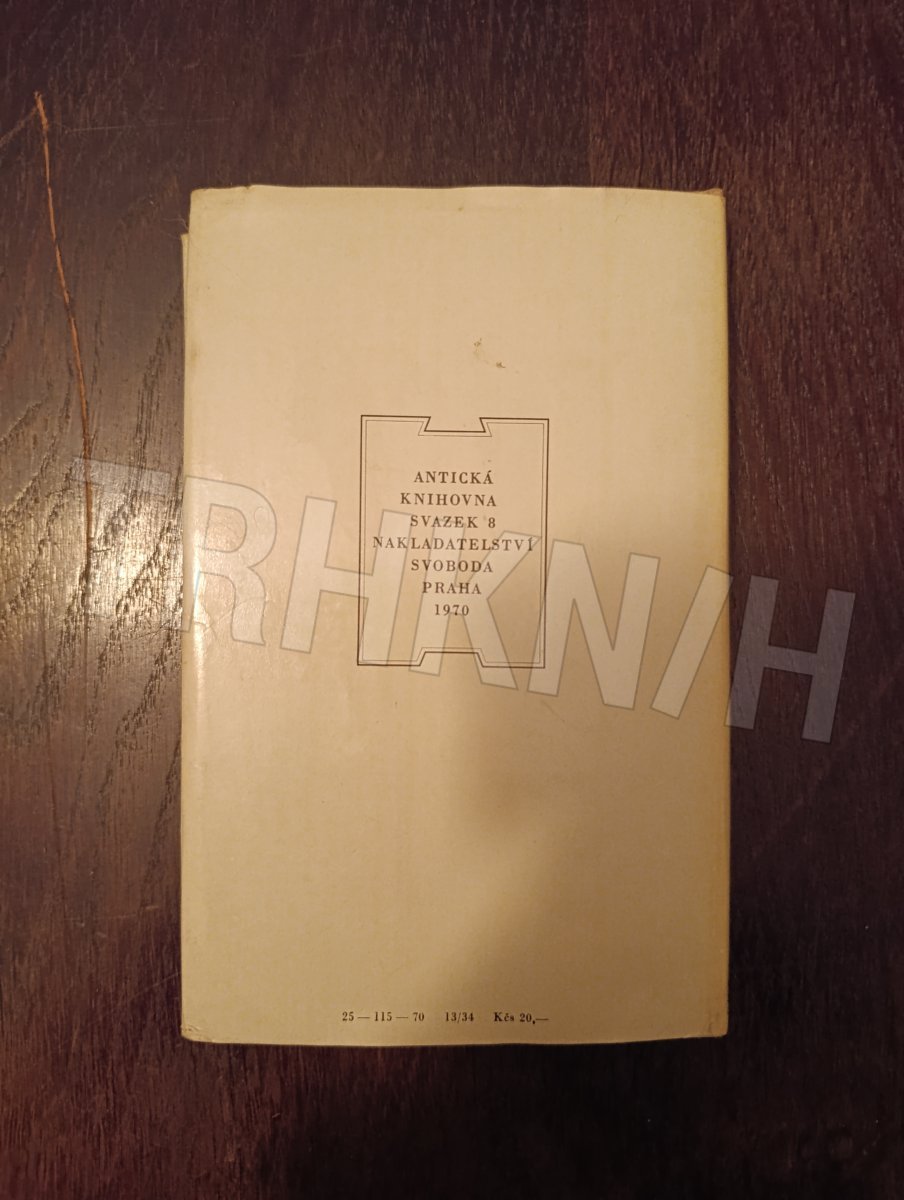 ANTICKÁ
KNIHOVNA
SVAZEK 8
NAKLADATELSTVÍ
SVOBODA
PRAHA
1970
TRHKNIH
25 — 115 — 70 13/34 Kčs 20,—